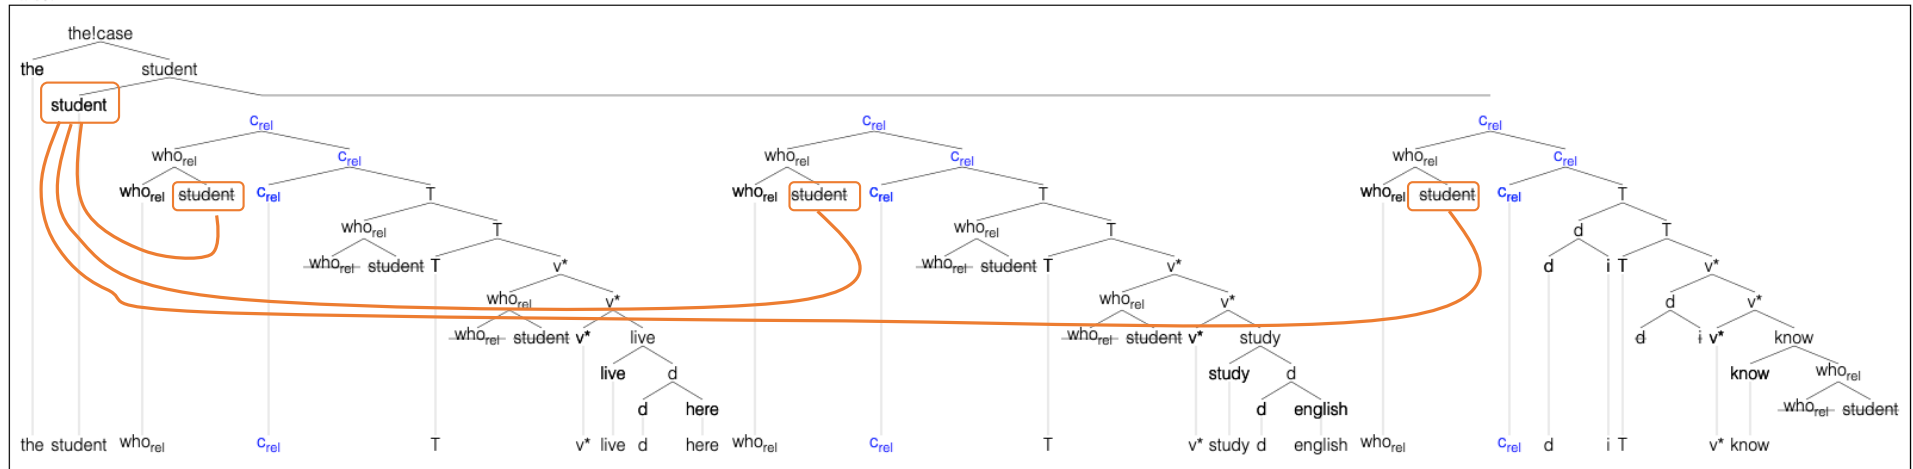 the!case
the student
student
c_rel c_rel c_rel
who_rel c_rel who_rel c_rel who_rel c_rel
who_rel student c_rel T who_rel student c_rel T who_rel student c_rel T
who_rel T who_rel T d T
who_rel student T v* who_rel student T v* d i T v*
who_rel v* who_rel v* d v*
who_rel student v* live who_rel student v* study d i v* know
live d study d know who_rel
d here d english who_rel student
the student who_rel c_rel T v* live d here who_rel c_rel T v* study d english who_rel c_rel d i T v* know